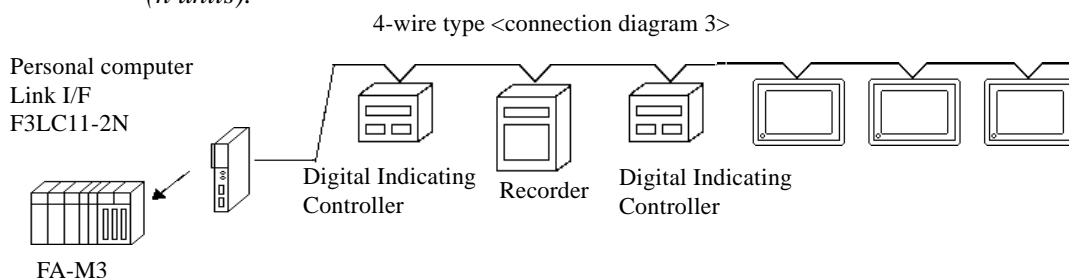 (n units).
4-wire type <connection diagram 3>
Personal computer
Link I/F
F3LC11-2N
Digital Indicating
Controller
Recorder
Digital Indicating
Controller
FA-M3